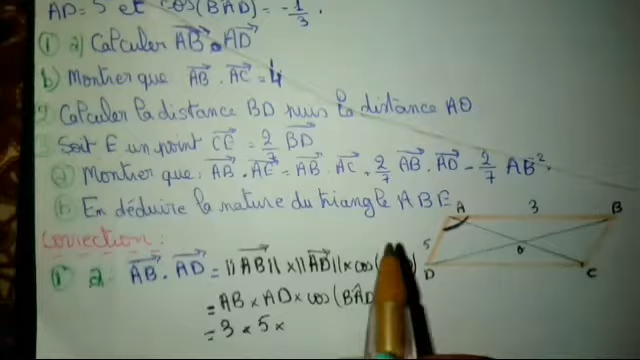 AD = 5 et cos(BAD) = -1/3.
① a) Calculer AB . AD
b) Montrer que AB . AC = 4
Calculer la distance BD puis la distance AO
Soit E un point CE = 2/7 BD
a) Montrer que: AB . AE = AB . AC + 2/7 AB . AD - 2/7 AB².
b) En déduire la nature du triangle ABE
Correction:
A 3 B
5 O
D C
① a. AB . AD = ||AB|| × ||AD|| × cos( )
= AB × AD × cos(BAD
= 3 × 5 ×